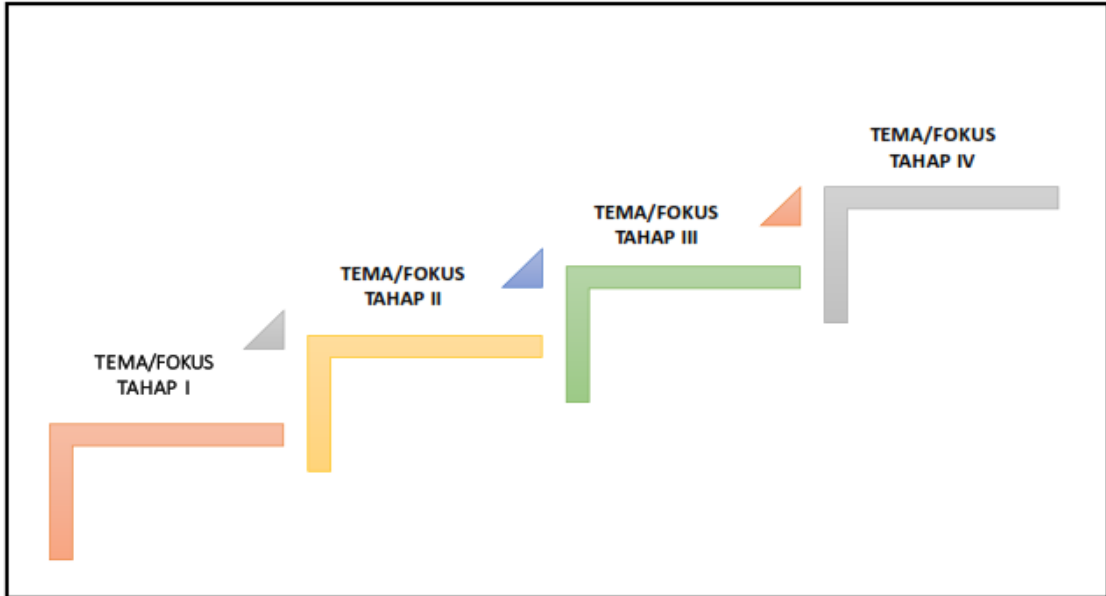 TEMA/FOKUS
TAHAP I
TEMA/FOKUS
TAHAP II
TEMA/FOKUS
TAHAP III
TEMA/FOKUS
TAHAP IV